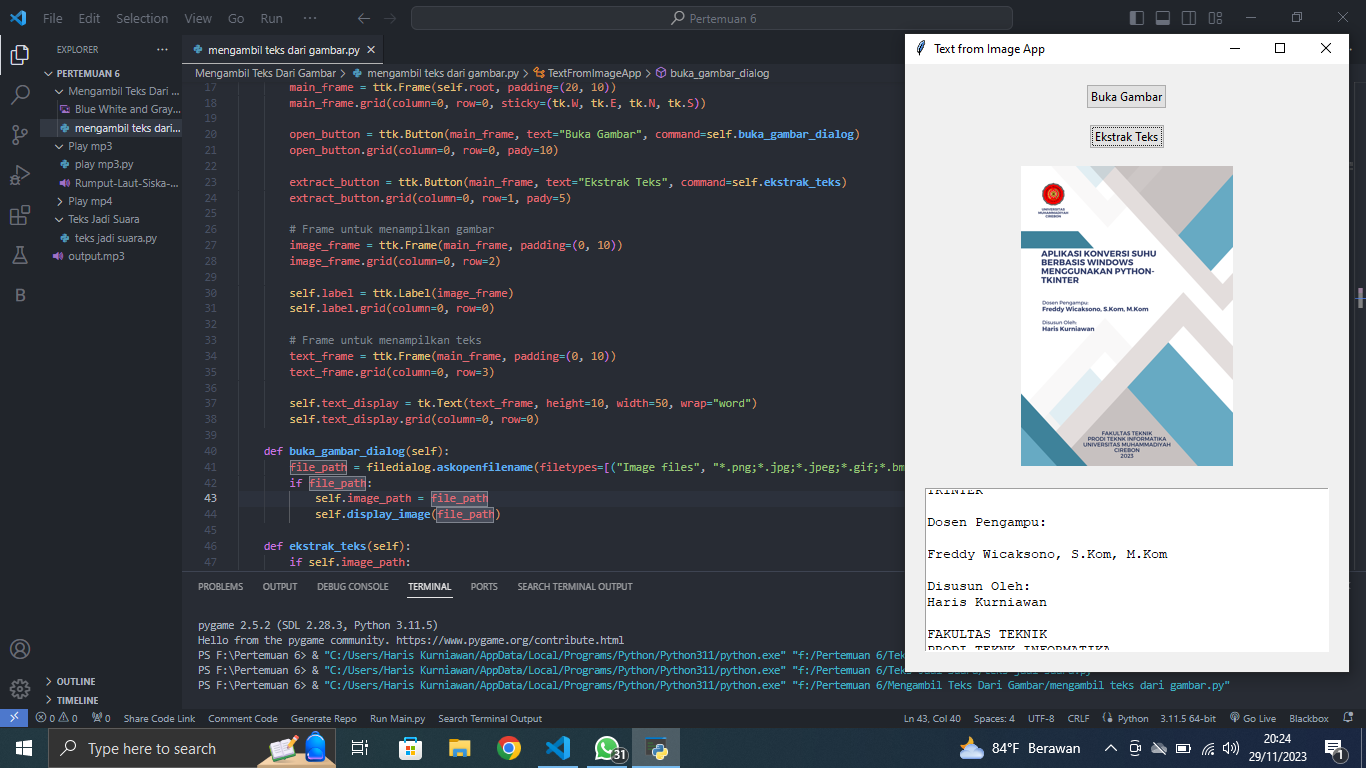 File Edit Selection View Go Run ··· Pertemuan 6
EXPLORER ···
PERTEMUAN 6
Mengambil Teks Dari ...
Blue White and Gray...
mengambil teks dari...
Play mp3
play mp3.py
Rumput-Laut-Siska-...
Play mp4
Teks Jadi Suara
teks jadi suara.py
output.mp3
OUTLINE
TIMELINE
mengambil teks dari gambar.py
Mengambil Teks Dari Gambar > mengambil teks dari gambar.py > TextFromImageApp > buka_gambar_dialog
17 main_frame = ttk.Frame(self.root, padding=(20, 10))
18 main_frame.grid(column=0, row=0, sticky=(tk.W, tk.E, tk.N, tk.S))
19
20 open_button = ttk.Button(main_frame, text="Buka Gambar", command=self.buka_gambar_dialog)
21 open_button.grid(column=0, row=0, pady=10)
22
23 extract_button = ttk.Button(main_frame, text="Ekstrak Teks", command=self.ekstrak_teks)
24 extract_button.grid(column=0, row=1, pady=5)
25
26 # Frame untuk menampilkan gambar
27 image_frame = ttk.Frame(main_frame, padding=(0, 10))
28 image_frame.grid(column=0, row=2)
29
30 self.label = ttk.Label(image_frame)
31 self.label.grid(column=0, row=0)
32
33 # Frame untuk menampilkan teks
34 text_frame = ttk.Frame(main_frame, padding=(0, 10))
35 text_frame.grid(column=0, row=3)
36
37 self.text_display = tk.Text(text_frame, height=10, width=50, wrap="word")
38 self.text_display.grid(column=0, row=0)
39
40 def buka_gambar_dialog(self):
41 file_path = filedialog.askopenfilename(filetypes=[("Image files", "*.png;*.jpg;*.jpeg;*.gif;*.bm
42 if file_path:
43 self.image_path = file_path
44 self.display_image(file_path)
45
46 def ekstrak_teks(self):
47 if self.image_path:
PROBLEMS OUTPUT DEBUG CONSOLE TERMINAL PORTS SEARCH TERMINAL OUTPUT
pygame 2.5.2 (SDL 2.28.3, Python 3.11.5)
Hello from the pygame community. https://www.pygame.org/contribute.html
PS F:\Pertemuan 6> & "C:/Users/Haris Kurniawan/AppData/Local/Programs/Python/Python311/python.exe" "f:/Pertemuan 6/Tek
PS F:\Pertemuan 6> & "C:/Users/Haris Kurniawan/AppData/Local/Programs/Python/Python311/python.exe" "f:/Pertemuan 6/Teks Jadi Suara/teks jadi suara.py"
PS F:\Pertemuan 6> & "C:/Users/Haris Kurniawan/AppData/Local/Programs/Python/Python311/python.exe" "f:/Pertemuan 6/Mengambil Teks Dari Gambar/mengambil teks dari gambar.py"
Text from Image App
Buka Gambar
Ekstrak Teks
UNIVERSITAS
MUHAMMADIYAH
CIREBON
APLIKASI KONVERSI SUHU
BERBASIS WINDOWS
MENGGUNAKAN PYTHON-
TKINTER
Dosen Pengampu:
Freddy Wicaksono, S.Kom, M.Kom
Disusun Oleh:
Haris Kurniawan
FAKULTAS TEKNIK
PRODI TEKNK INFORMATIKA
UNIVERSITAS MUHAMMADIYAH
CIREBON
2023
Dosen Pengampu:
Freddy Wicaksono, S.Kom, M.Kom
Disusun Oleh:
Haris Kurniawan
FAKULTAS TEKNIK
PRODI TEKNK INFORMATIKA
0 0 0 Share Code Link Comment Code Generate Repo Run Main.py Search Terminal Output Ln 43, Col 40 Spaces: 4 UTF-8 CRLF Python 3.11.5 64-bit Go Live Blackbox
Type here to search 31 84°F Berawan 20:24
29/11/2023 1